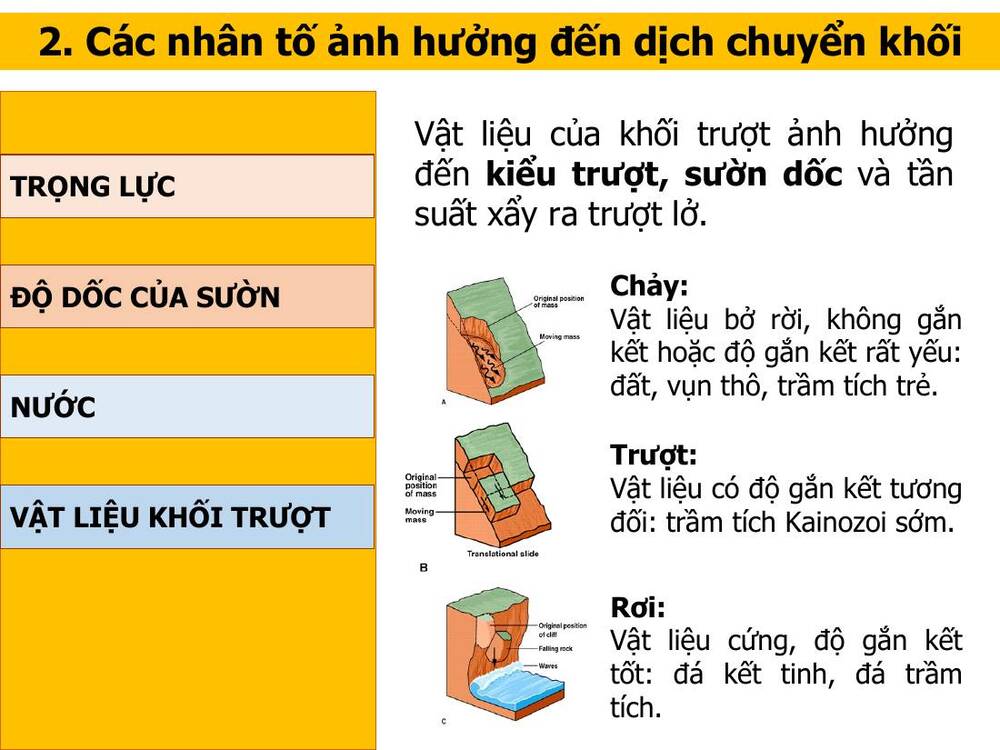 2. Các nhân tố ảnh hưởng đến dịch chuyển khối
TRỌNG LỰC
ĐỘ DỐC CỦA SƯỜN
NƯỚC
VẬT LIỆU KHỐI TRƯỢT
Vật liệu của khối trượt ảnh hưởng
đến kiểu trượt, sườn dốc và tần
suất xẩy ra trượt lở.
Original position
of mass
Moving mass
A
Chảy:
Vật liệu bở rời, không gắn
kết hoặc độ gắn kết rất yếu:
đất, vụn thô, trầm tích trẻ.
Original
position
of mass
Moving
mass
Translational slide
B
Trượt:
Vật liệu có độ gắn kết tương
đối: trầm tích Kainozoi sớm.
Original position
of cliff
Falling rock
Waves
C
Rơi:
Vật liệu cứng, độ gắn kết
tốt: đá kết tinh, đá trầm
tích.